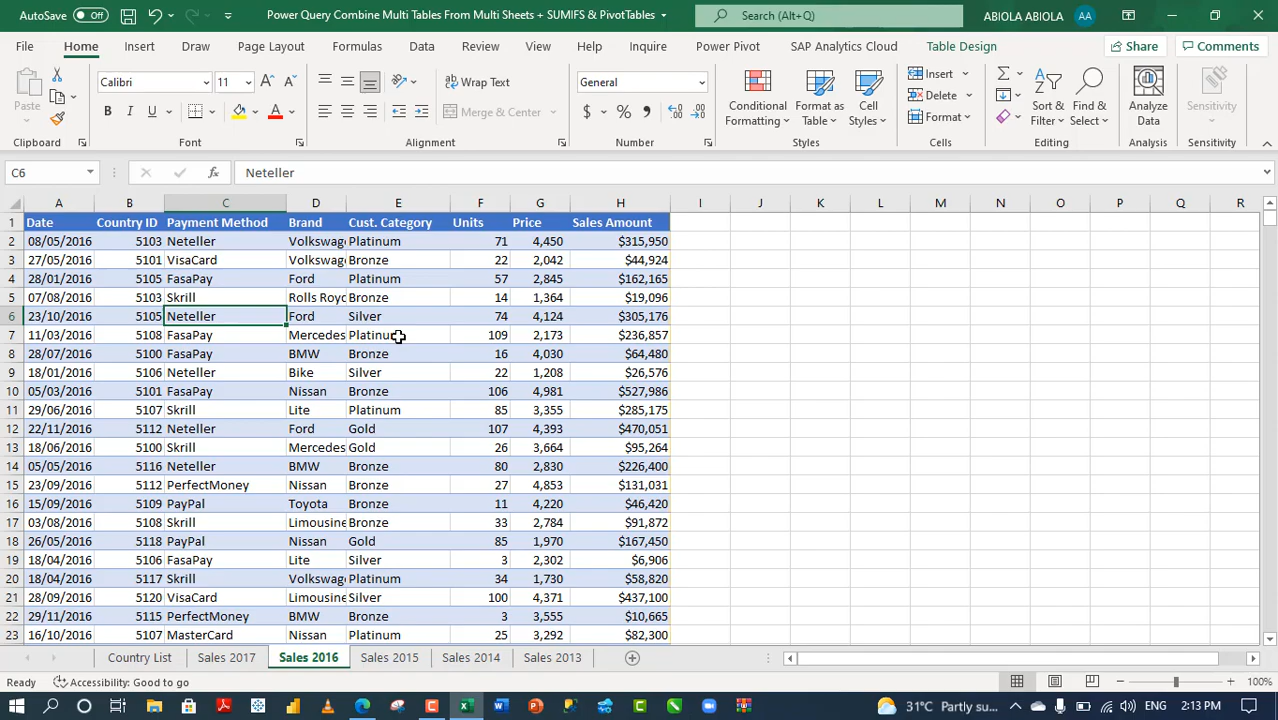 AutoSave Off Power Query Combine Multi Tables From Multi Sheets + SUMIFS & PivotTables Search (Alt+Q) ABIOLA ABIOLA AA
File Home Insert Draw Page Layout Formulas Data Review View Help Inquire Power Pivot SAP Analytics Cloud Table Design Share Comments
Paste Calibri 11 Wrap Text General Conditional Formatting Format as Table Cell Styles Insert Delete Format Sort & Filter Find & Select Analyze Data Sensitivity
B I U A Merge & Center $ % ,
Clipboard Font Alignment Number Styles Cells Editing Analysis Sensitivity
C6 fx Neteller
A B C D E F G H I J K L M N O P Q R
1 Date Country ID Payment Method Brand Cust. Category Units Price Sales Amount
2 08/05/2016 5103 Neteller Volkswag Platinum 71 4,450 $315,950
3 27/05/2016 5101 VisaCard Volkswag Bronze 22 2,042 $44,924
4 28/01/2016 5105 FasaPay Ford Platinum 57 2,845 $162,165
5 07/08/2016 5103 Skrill Rolls Royc Bronze 14 1,364 $19,096
6 23/10/2016 5105 Neteller Ford Silver 74 4,124 $305,176
7 11/03/2016 5108 FasaPay Mercedes Platinum 109 2,173 $236,857
8 28/07/2016 5100 FasaPay BMW Bronze 16 4,030 $64,480
9 18/01/2016 5106 Neteller Bike Silver 22 1,208 $26,576
10 05/03/2016 5101 FasaPay Nissan Bronze 106 4,981 $527,986
11 29/06/2016 5107 Skrill Lite Platinum 85 3,355 $285,175
12 22/11/2016 5112 Neteller Ford Gold 107 4,393 $470,051
13 18/06/2016 5100 Skrill Mercedes Gold 26 3,664 $95,264
14 05/05/2016 5116 Neteller BMW Bronze 80 2,830 $226,400
15 23/09/2016 5112 PerfectMoney Nissan Bronze 27 4,853 $131,031
16 15/09/2016 5109 PayPal Toyota Bronze 11 4,220 $46,420
17 03/08/2016 5108 Skrill Limousine Bronze 33 2,784 $91,872
18 26/05/2016 5118 PayPal Nissan Gold 85 1,970 $167,450
19 18/04/2016 5106 FasaPay Lite Silver 3 2,302 $6,906
20 18/04/2016 5117 Skrill Volkswag Platinum 34 1,730 $58,820
21 28/09/2016 5120 VisaCard Limousine Silver 100 4,371 $437,100
22 29/11/2016 5115 PerfectMoney BMW Bronze 3 3,555 $10,665
23 16/10/2016 5107 MasterCard Nissan Platinum 25 3,292 $82,300
Country List Sales 2017 Sales 2016 Sales 2015 Sales 2014 Sales 2013
Ready Accessibility: Good to go 100%
31°C Partly su... 2:13 PM